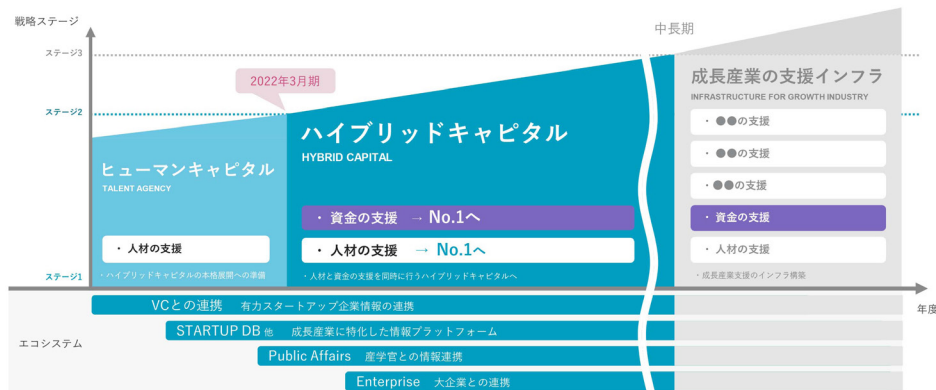 戦略ステージ
中長期
ステージ3
2022年3月期
成長産業の支援インフラ
INFRASTRUCTURE FOR GROWTH INDUSTRY
ステージ2
・ ●●の支援
ハイブリッドキャピタル
HYBRID CAPITAL
・ ●●の支援
ヒューマンキャピタル
TALENT AGENCY
・ ●●の支援
・ 資金の支援 → No.1へ
・ 資金の支援
・ 人材の支援
・ 人材の支援 → No.1へ
・ 人材の支援
ステージ1
・ハイブリッドキャピタルの本格展開への準備
・人材と資金の支援を同時に行うハイブリッドキャピタルへ
・成長産業支援のインフラ構築
年度
エコシステム
VCとの連携 有力スタートアップ企業情報の連携
STARTUP DB 他 成長産業に特化した情報プラットフォーム
Public Affairs 産学官との情報連携
Enterprise 大企業との連携